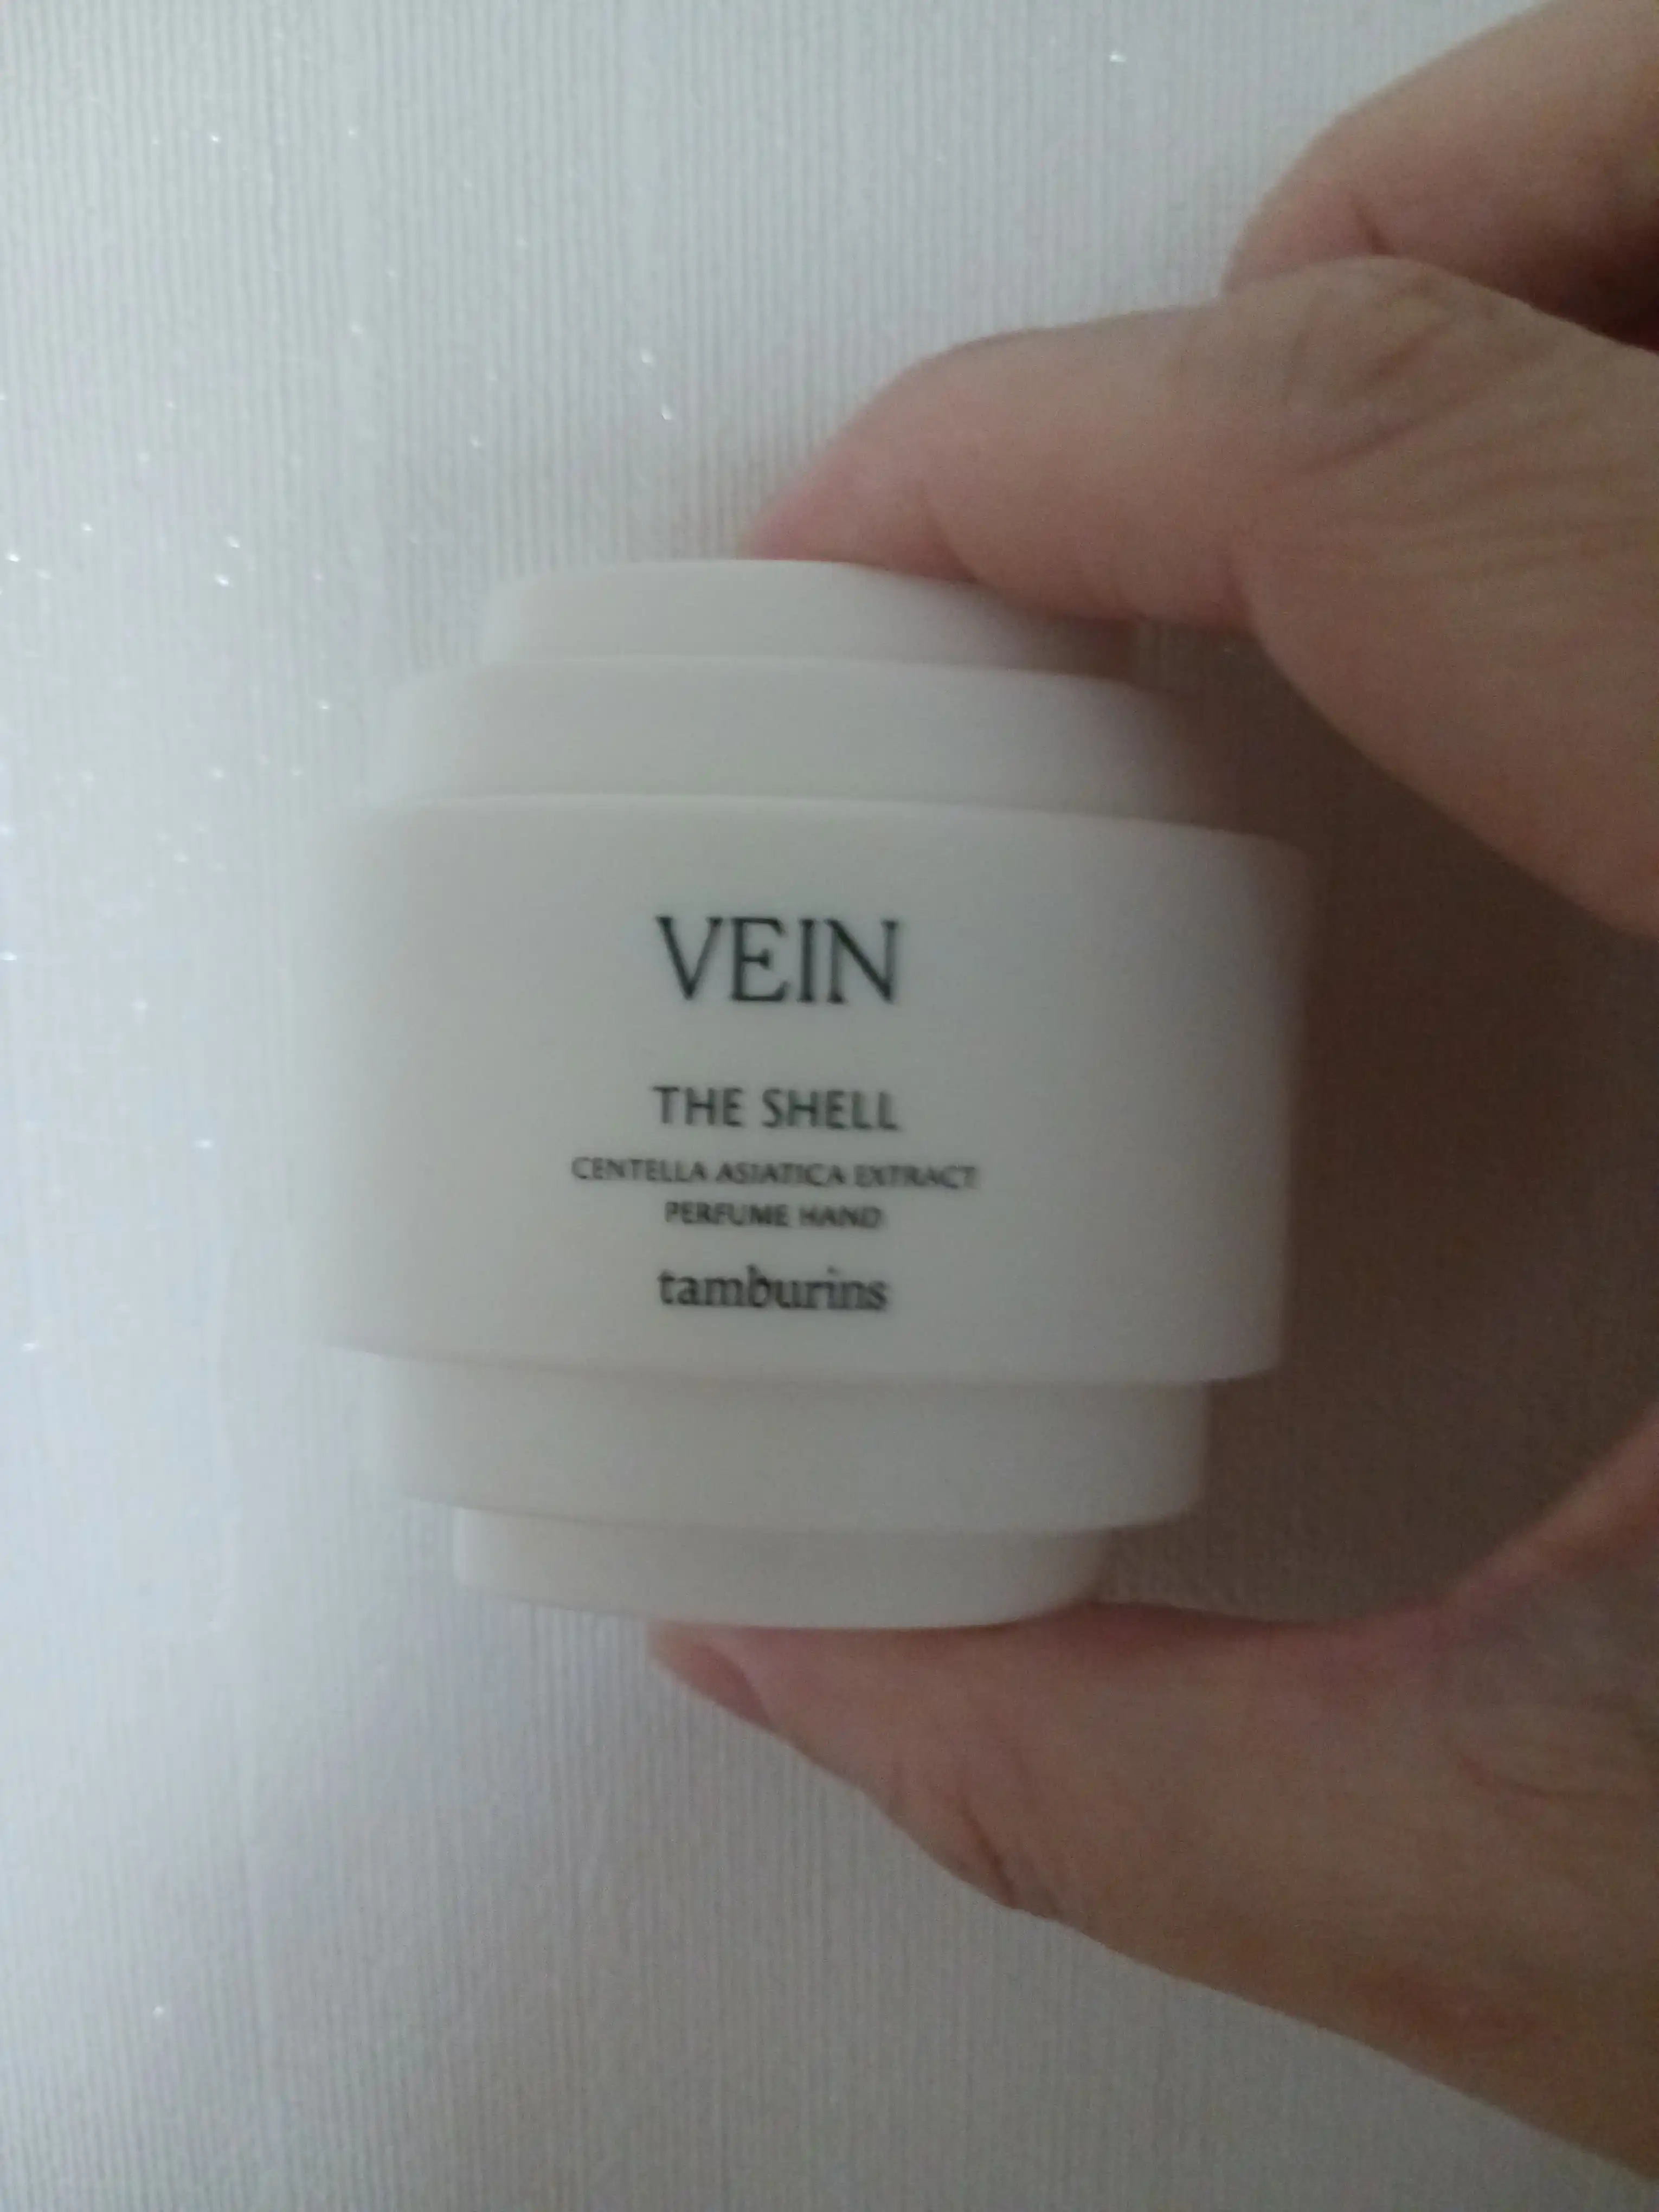 VEIN
THE SHELL
CENTELLA ASIATICA EXTRACT
PERFUME HAND
tamburins